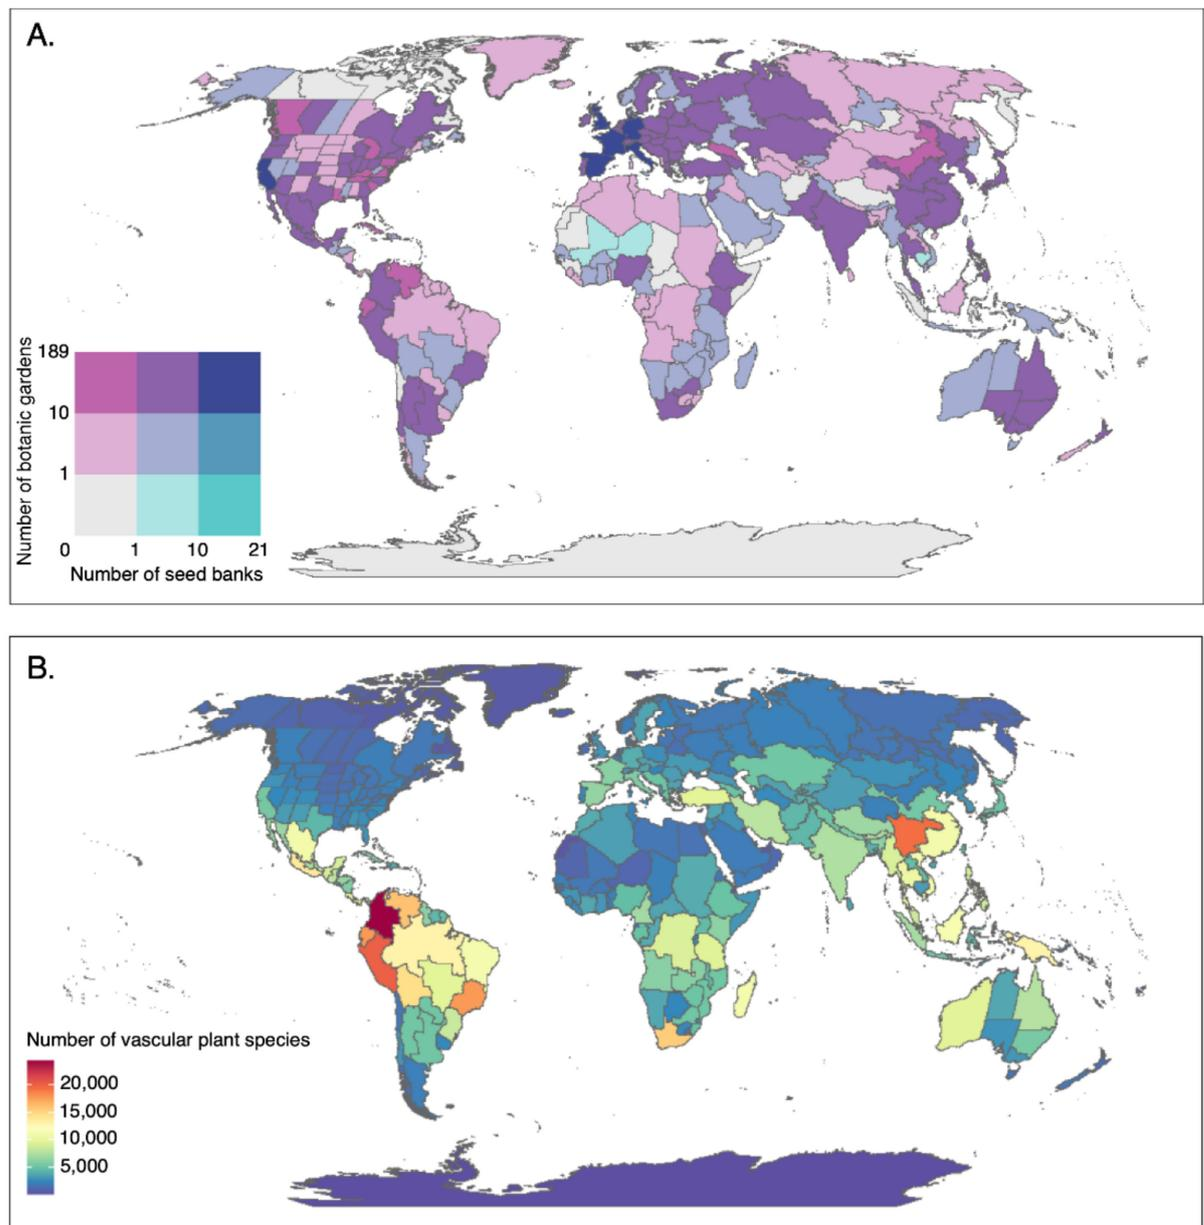 A.
Number of botanic gardens
189
10
1
0
1
10
21
Number of seed banks
B.
Number of vascular plant species
20,000
15,000
10,000
5,000